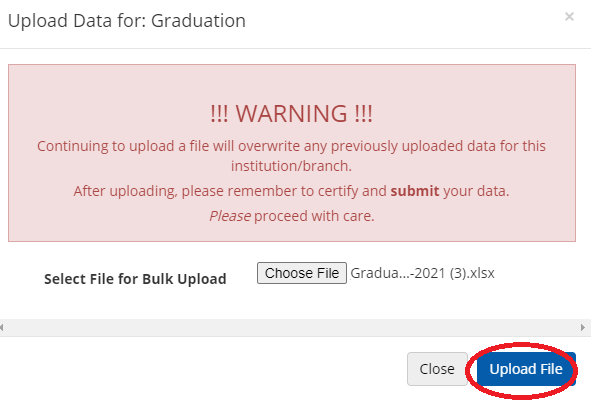 Upload Data for: Graduation
×
!!! WARNING !!!
Continuing to upload a file will overwrite any previously uploaded data for this
institution/branch.
After uploading, please remember to certify and submit your data.
Please proceed with care.
Select File for Bulk Upload Choose File Gradua...-2021 (3).xlsx
Close Upload File